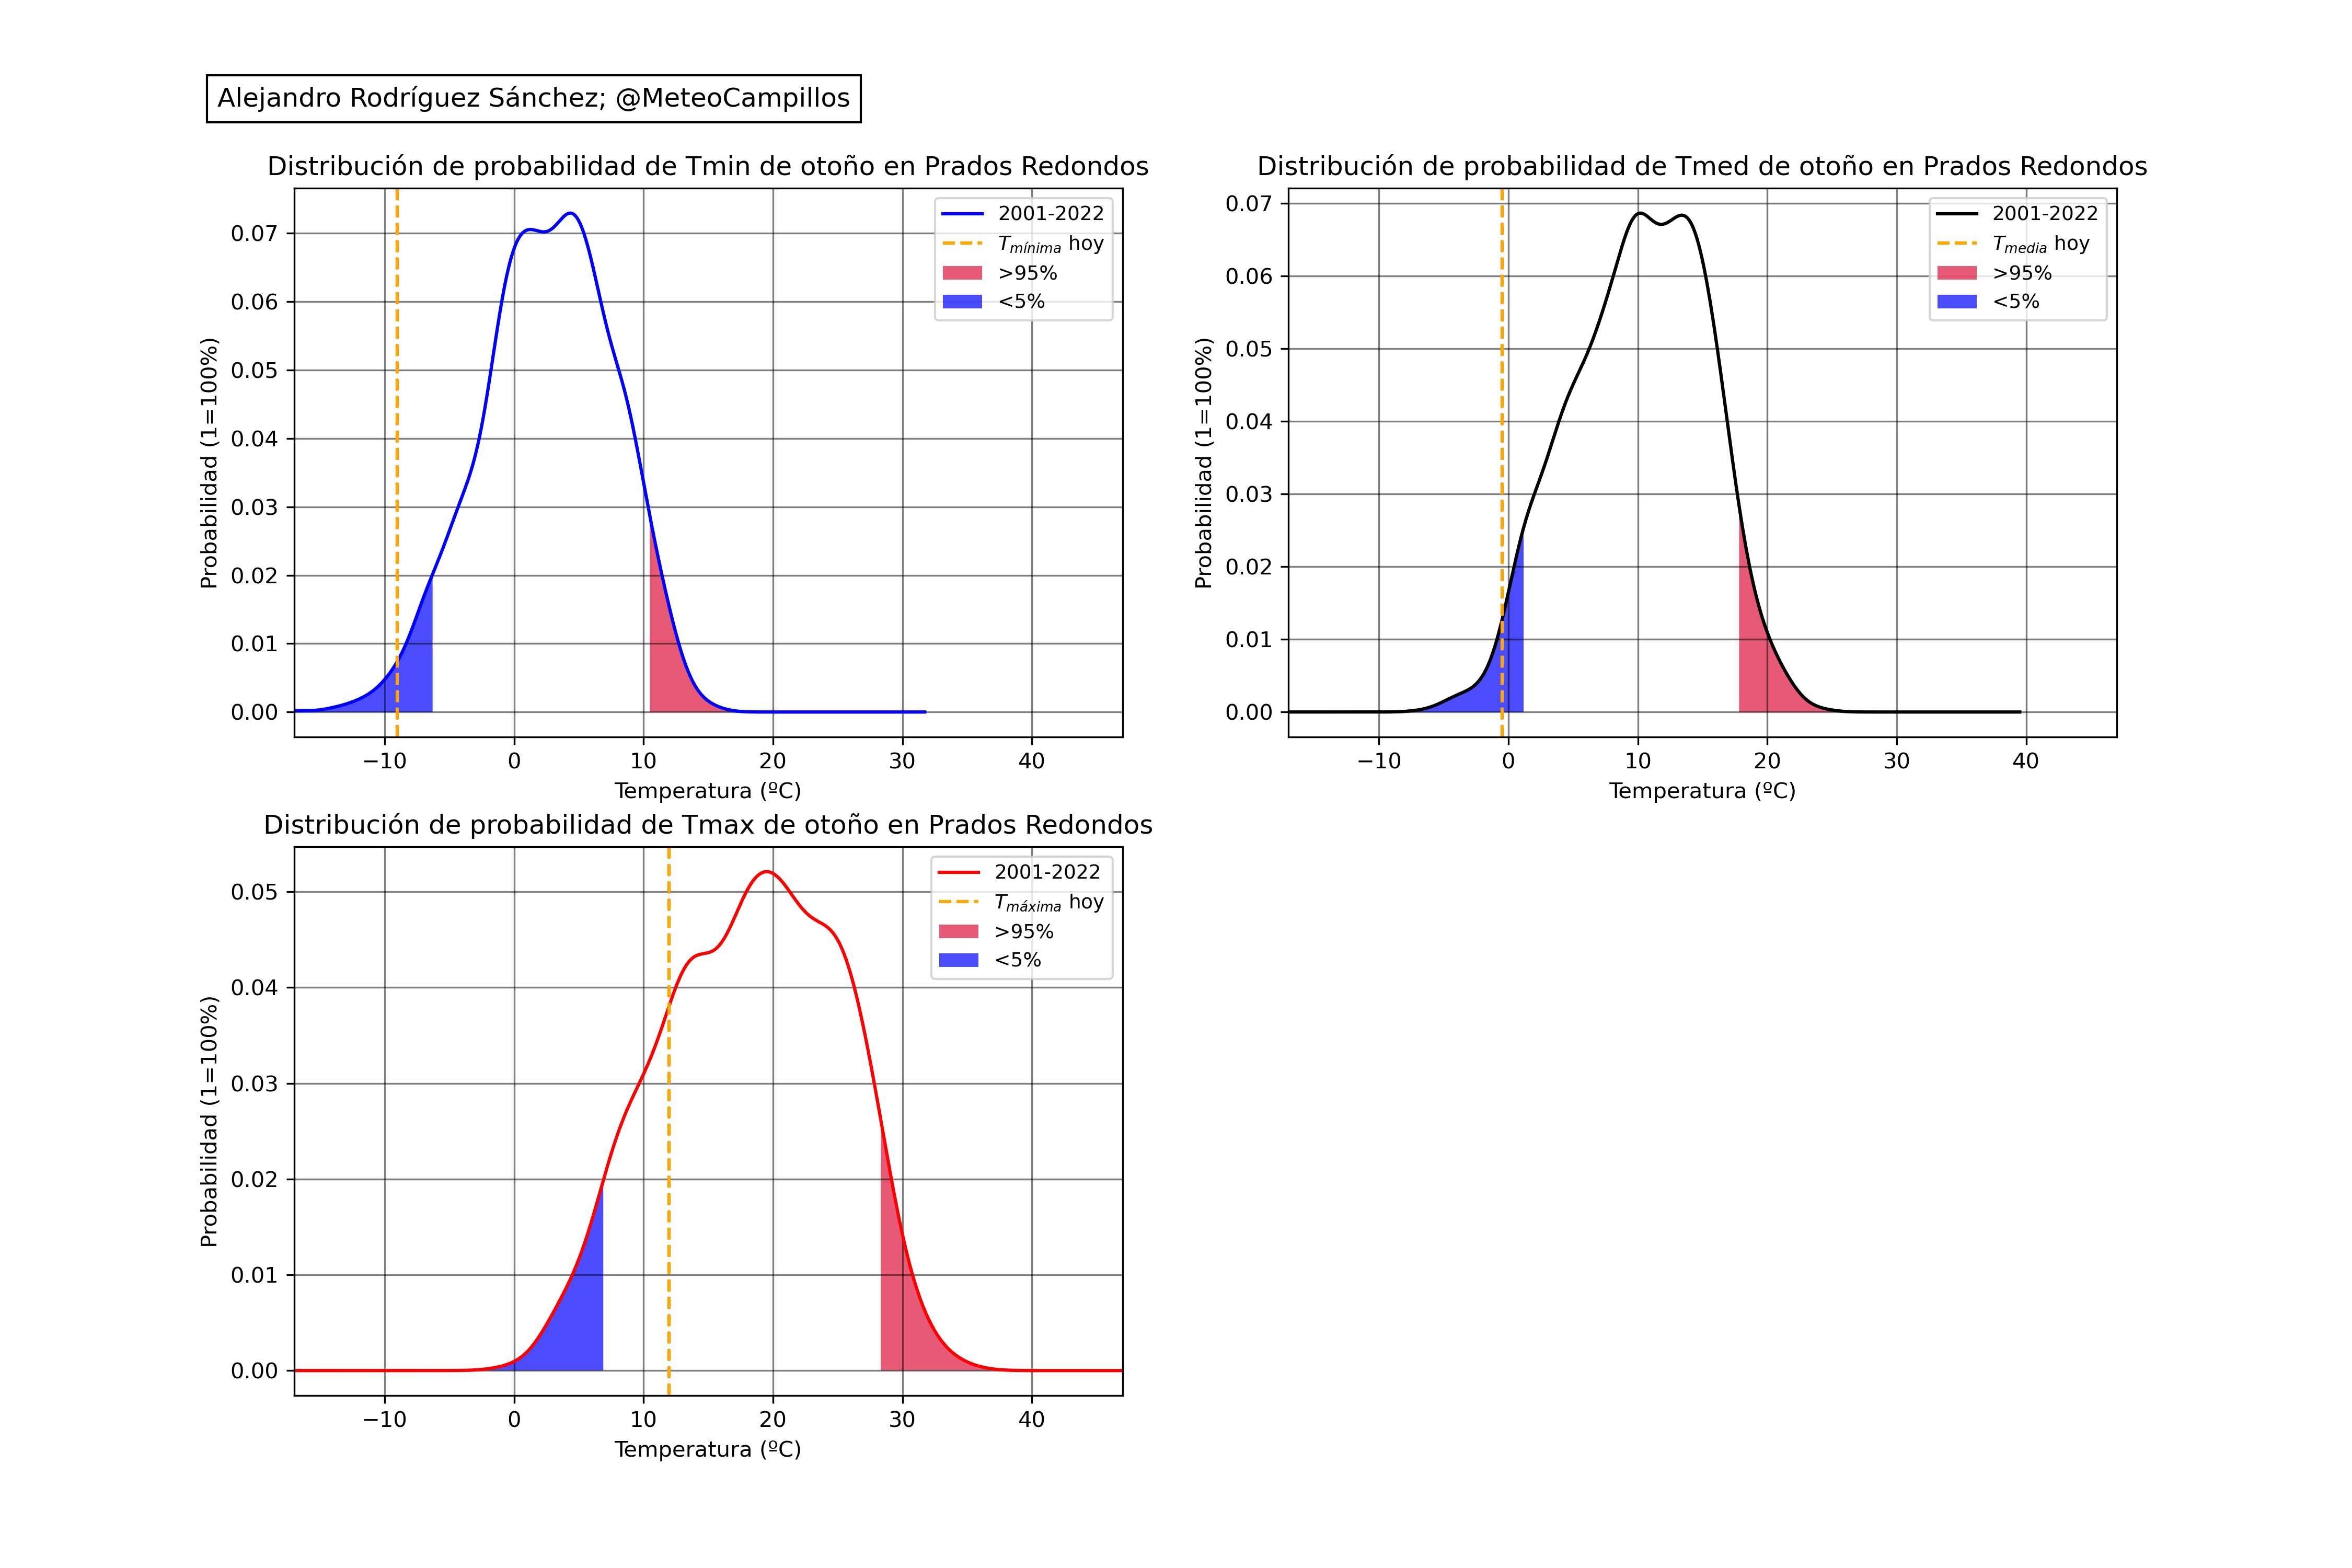 Alejandro Rodríguez Sánchez; @MeteoCampillos
Distribución de probabilidad de Tmin de otoño en Prados Redondos
Probabilidad (1=100%)
0.07
0.06
0.05
0.04
0.03
0.02
0.01
0.00
2001-2022
Tmínima hoy
>95%
<5%
−10 0 10 20 30 40
Temperatura (ºC)
Distribución de probabilidad de Tmed de otoño en Prados Redondos
Probabilidad (1=100%)
0.07
0.06
0.05
0.04
0.03
0.02
0.01
0.00
2001-2022
Tmedia hoy
>95%
<5%
−10 0 10 20 30 40
Temperatura (ºC)
Distribución de probabilidad de Tmax de otoño en Prados Redondos
Probabilidad (1=100%)
0.05
0.04
0.03
0.02
0.01
0.00
2001-2022
Tmáxima hoy
>95%
<5%
−10 0 10 20 30 40
Temperatura (ºC)